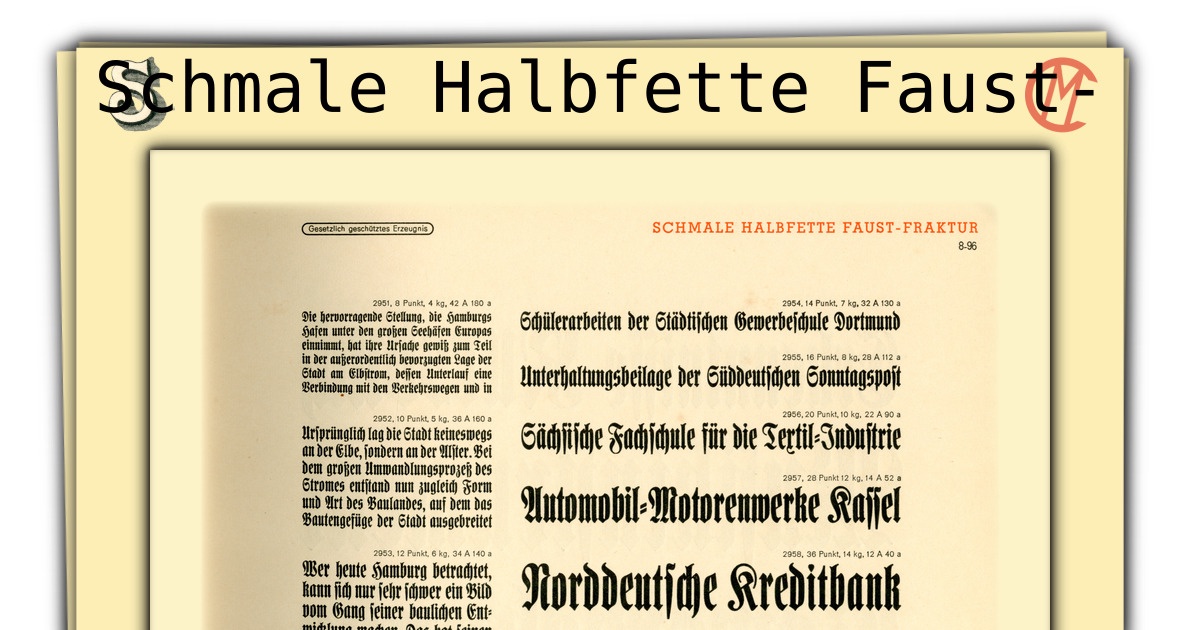 Schmale Halbfette Faust-
Gesetzlich geschütztes Erzeugnis
SCHMALE HALBFETTE FAUST-FRAKTUR
8-96
2951, 8 Punkt, 4 kg, 42 A 180 a
Die hervorragende Stellung, die Hamburgs
Hafen unter den großen Seehäfen Europas
einnimmt, hat ihre Urſache gewiß zum Teil
in der außerordentlich bevorzugten Lage der
Stadt am Elbſtrom, deſſen Unterlauf eine
Verbindung mit den Verkehrswegen und in
2952, 10 Punkt, 5 kg, 36 A 160 a
Urſprünglich lag die Stadt keineswegs
an der Elbe, ſondern an der Alſter. Bei
dem großen Umwandlungsprozeß des
Stromes entſtand nun zugleich Form
und Art des Baulandes, auf dem das
Bautengefüge der Stadt ausgebreitet
2953, 12 Punkt, 6 kg, 34 A 140 a
Wer heute Hamburg betrachtet,
kann ſich nur ſehr ſchwer ein Bild
vom Gang ſeiner baulichen Ent-
wicklung machen. Das hat ſeinen
2954, 14 Punkt, 7 kg, 32 A 130 a
Schülerarbeiten der Städtiſchen Gewerbeſchule Dortmund
2955, 16 Punkt, 8 kg, 28 A 112 a
Unterhaltungsbeilage der Süddeutſchen Sonntagspoſt
2956, 20 Punkt, 10 kg, 22 A 90 a
Sächſiſche Fachſchule für die Textil-Induſtrie
2957, 28 Punkt 12 kg, 14 A 52 a
Automobil-Motorenwerke Kaſſel
2958, 36 Punkt, 14 kg, 12 A 40 a
Norddeutſche Kreditbank